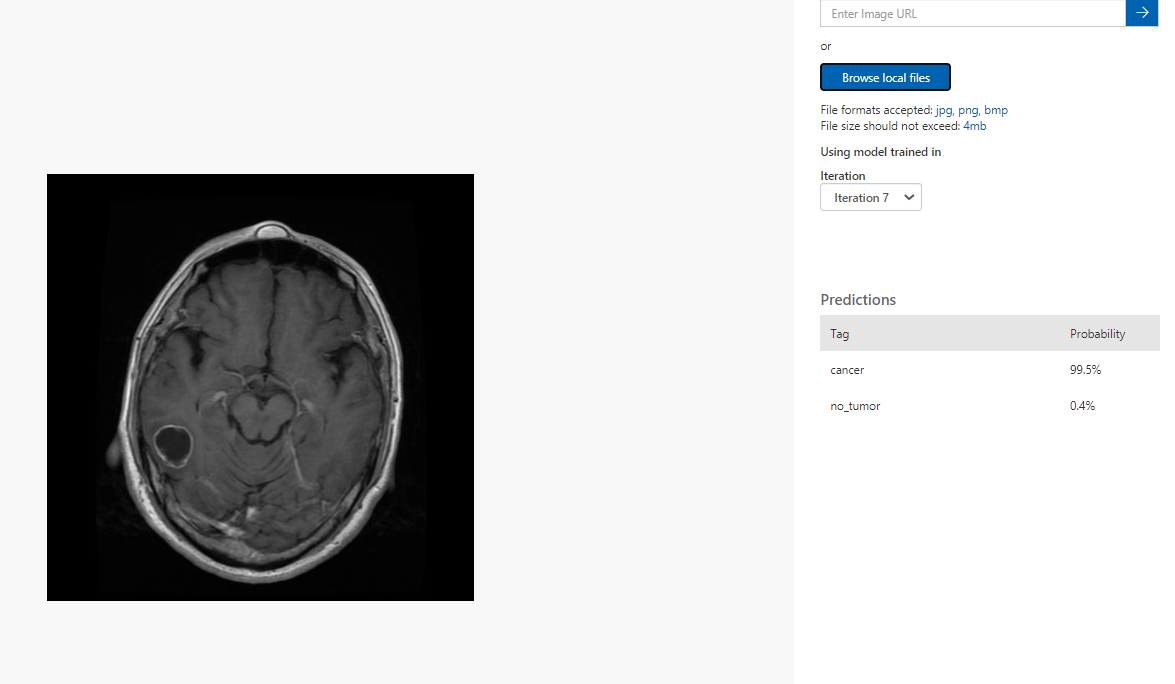 Enter Image URL
or
Browse local files
File formats accepted: jpg, png, bmp
File size should not exceed: 4mb
Using model trained in
Iteration
Iteration 7
Predictions
Tag Probability
cancer 99.5%
no_tumor 0.4%